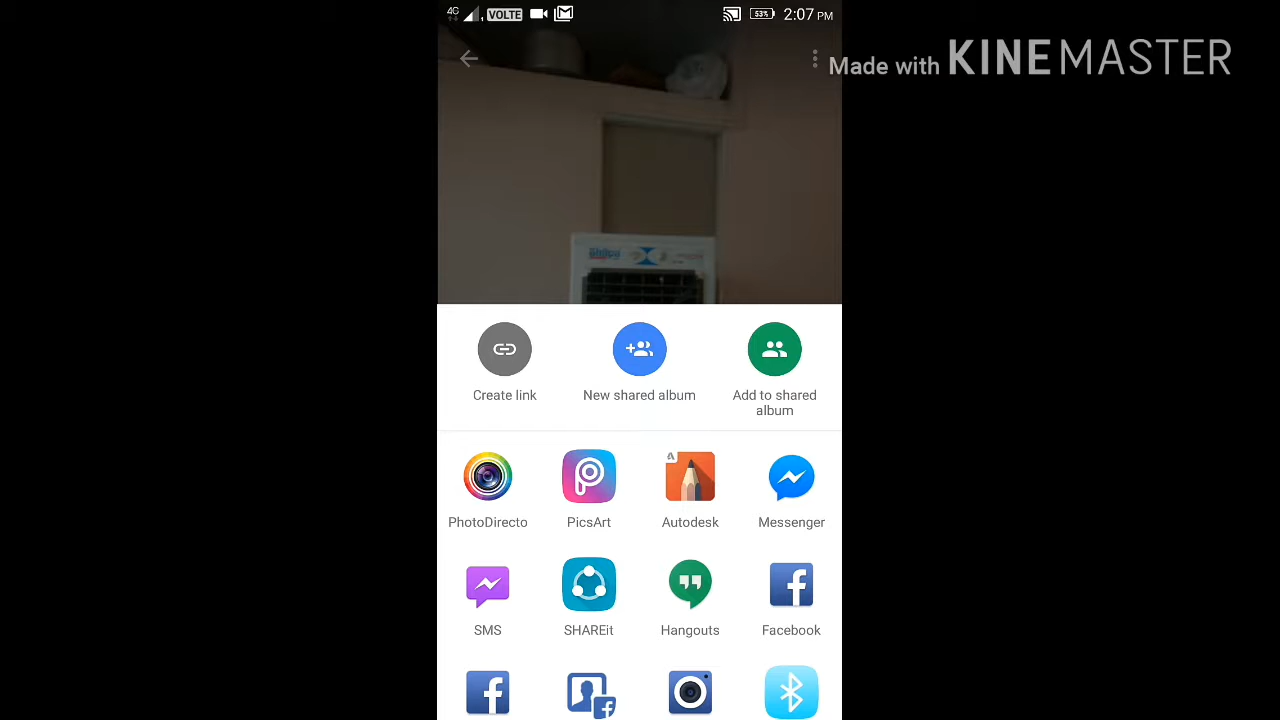 4G VOLTE 53% 2:07 PM
Made with KINEMASTER
Create link
New shared album
Add to shared
album
PhotoDirecto
PicsArt
Autodesk
Messenger
SMS
SHAREit
Hangouts
Facebook